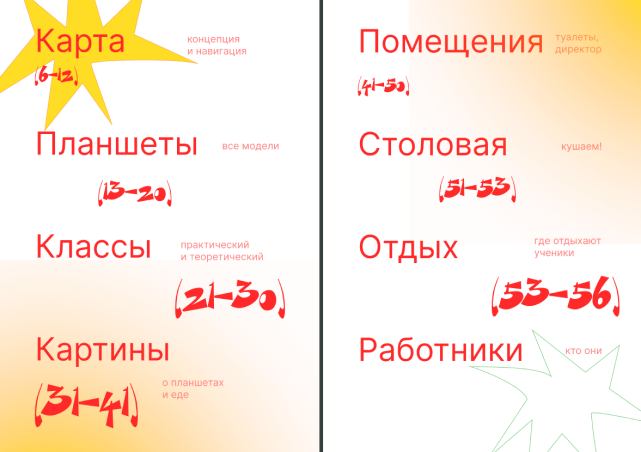 Карта
концепция
и навигация
(6-12)
Планшеты
все модели
(13-20)
Классы
практический
и теоретический
(21-30)
Картины
(31-41)
о планшетах
и еде
Помещения
туалеты,
директор
(41-50)
Столовая
кушаем!
(51-53)
Отдых
где отдыхают
ученики
(53-56)
Работники
кто они